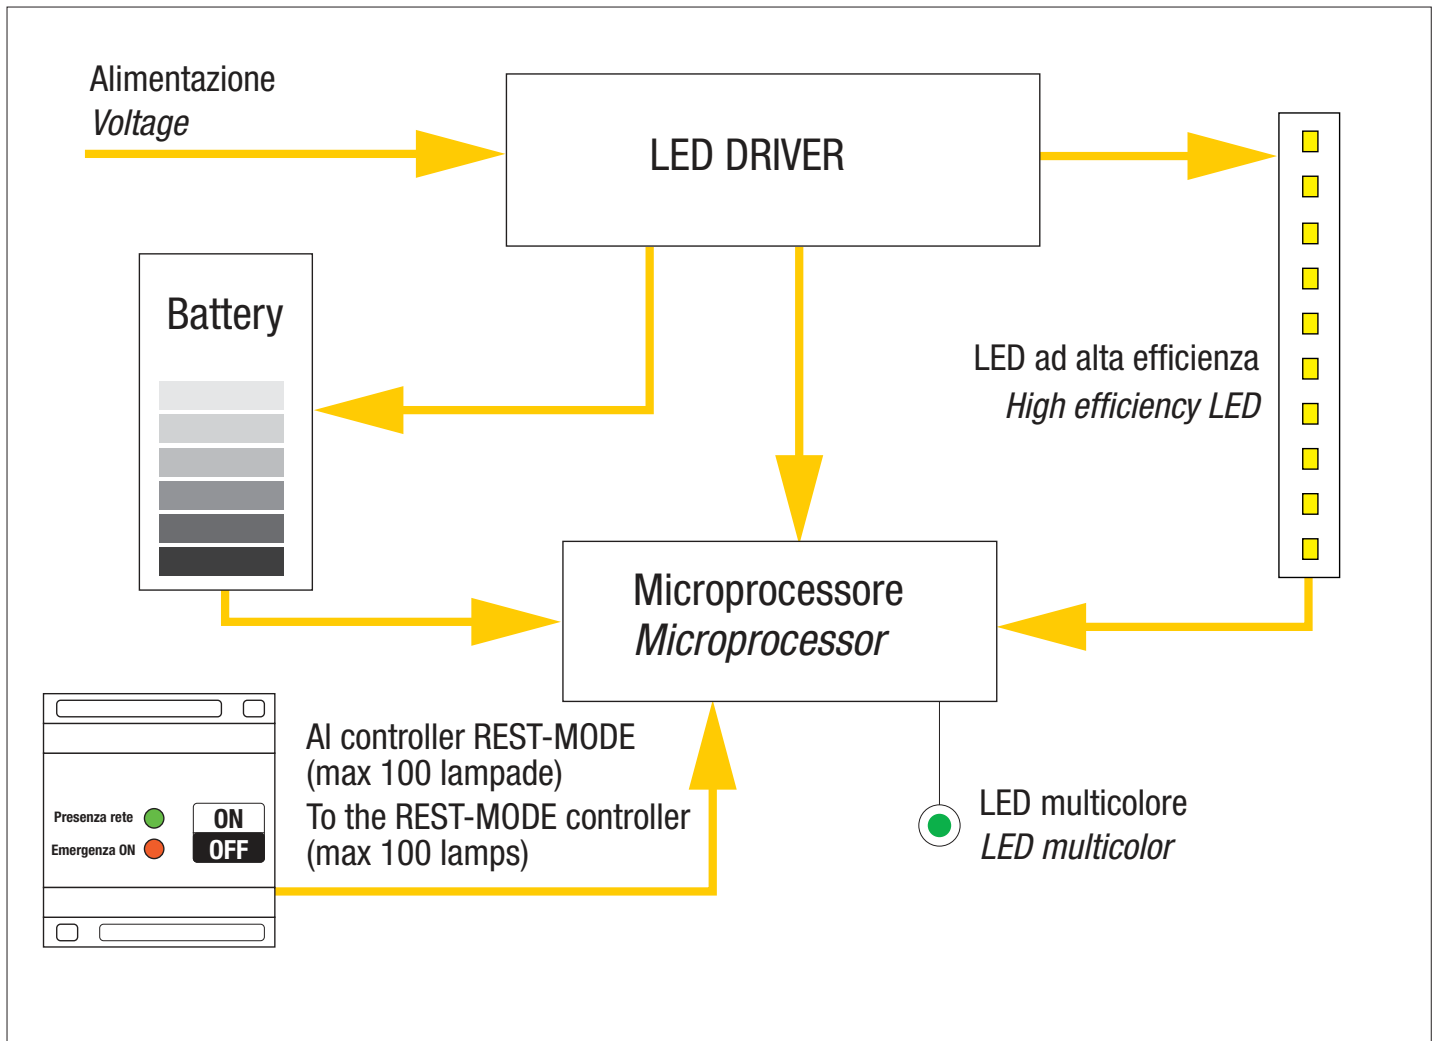 Alimentazione
Voltage
LED DRIVER
Battery
LED ad alta efficienza
High efficiency LED
Microprocessore
Microprocessor
Al controller REST-MODE
(max 100 lampade)
To the REST-MODE controller
(max 100 lamps)
Presenza rete
Emergenza ON
ON
OFF
LED multicolore
LED multicolor